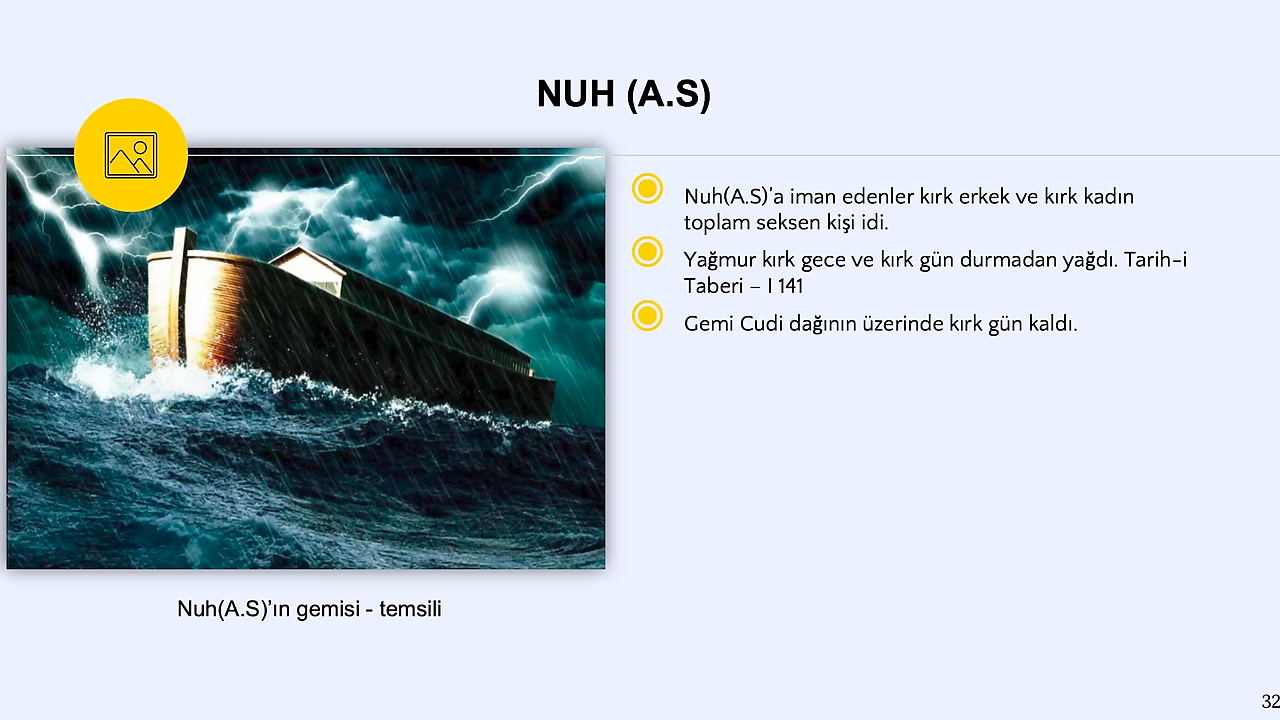 NUH (A.S)
Nuh(A.S)'a iman edenler kırk erkek ve kırk kadın
toplam seksen kişi idi.
Yağmur kırk gece ve kırk gün durmadan yağdı. Tarih-i
Taberi – I 141
Gemi Cudi dağının üzerinde kırk gün kaldı.
Nuh(A.S)’ın gemisi - temsili
32